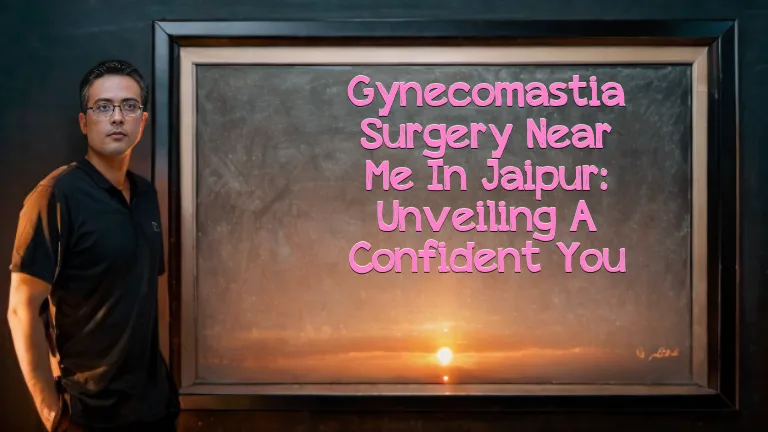 Gynecomastia
Surgery Near
Me In Jaipur:
Unveiling A
Confident You